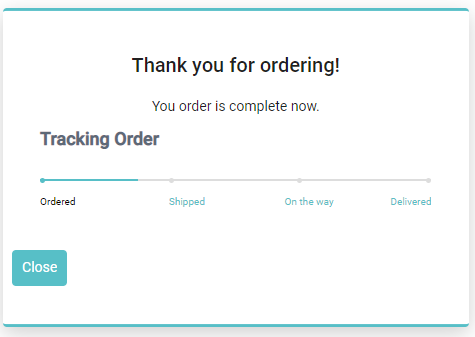 Thank you for ordering!
You order is complete now.
Tracking Order
Ordered Shipped On the way Delivered
Close